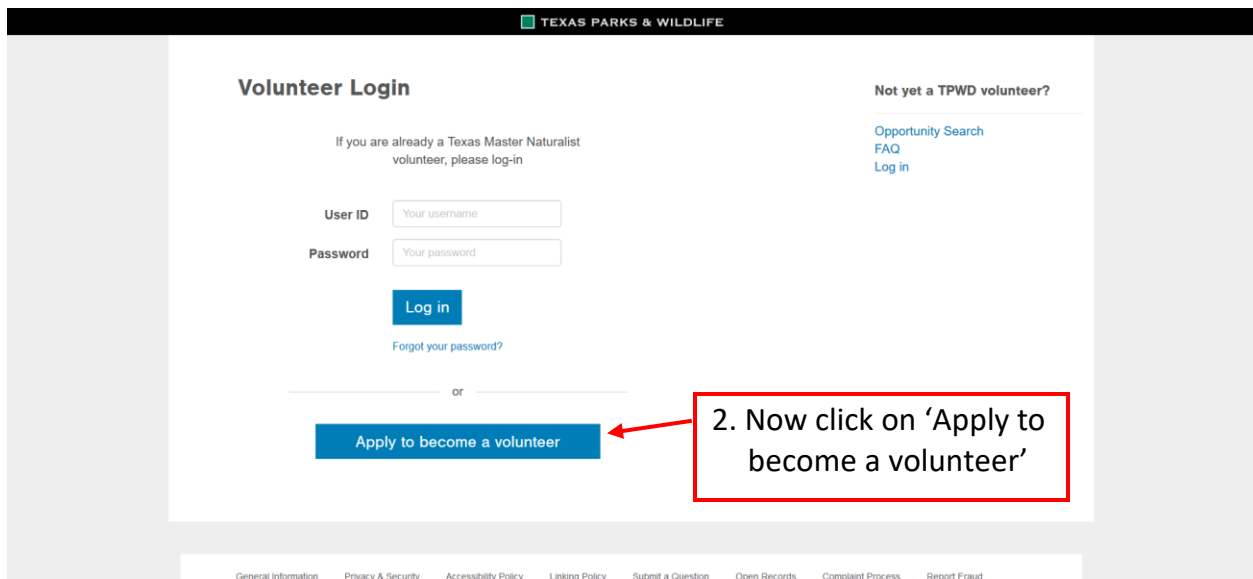 TEXAS PARKS & WILDLIFE
Volunteer Login
If you are already a Texas Master Naturalist
volunteer, please log-in
User ID
Your username
Password
Your password
Log in
Forgot your password?
or
Apply to become a volunteer
Not yet a TPWD volunteer?
Opportunity Search
FAQ
Log in
2. Now click on ‘Apply to
become a volunteer’
General Information Privacy & Security Accessibility Policy Linking Policy Submit a Question Open Records Complaint Process Report Fraud